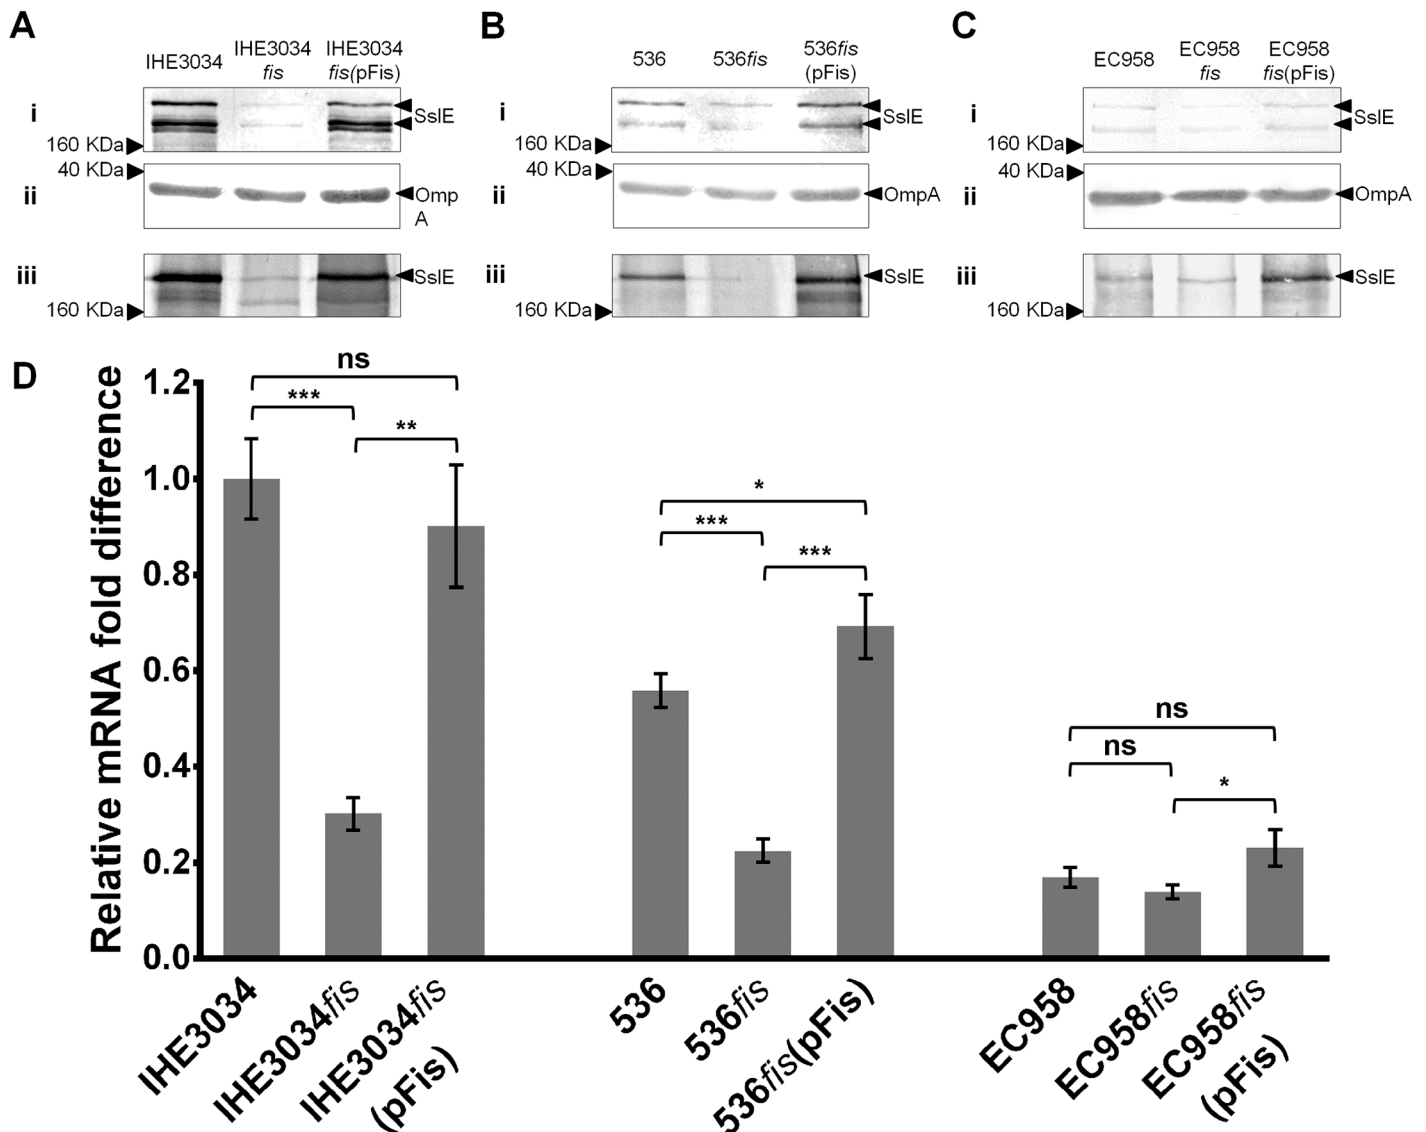 A
IHE3034
IHE3034
fis
IHE3034
fis(pFis)
i
SslE
160 KDa
40 KDa
ii
Omp
A
iii
SslE
160 KDa
B
536
536fis
536fis
(pFis)
i
SslE
160 KDa
40 KDa
ii
OmpA
iii
SslE
160 KDa
C
EC958
EC958
fis
EC958
fis(pFis)
i
SslE
160 KDa
40 KDa
ii
OmpA
iii
SslE
160 KDa
D
Relative mRNA fold difference
1.2
1.0
0.8
0.6
0.4
0.2
0.0
ns
***
**
*
***
***
ns
ns
*
IHE3034
IHE3034fis
IHE3034fis
(pFis)
536
536fis
536fis(pFis)
EC958
EC958fis
EC958fis
(pFis)